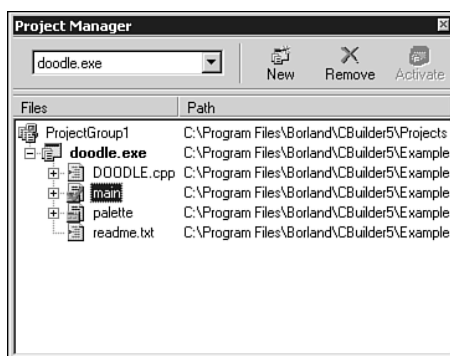 Project Manager
doodle.exe
New Remove Activate
Files Path
ProjectGroup1 C:\Program Files\Borland\CBuilder5\Projects
doodle.exe C:\Program Files\Borland\CBuilder5\Example
DOODLE.cpp C:\Program Files\Borland\CBuilder5\Example
main C:\Program Files\Borland\CBuilder5\Example
palette C:\Program Files\Borland\CBuilder5\Example
readme.txt C:\Program Files\Borland\CBuilder5\Example